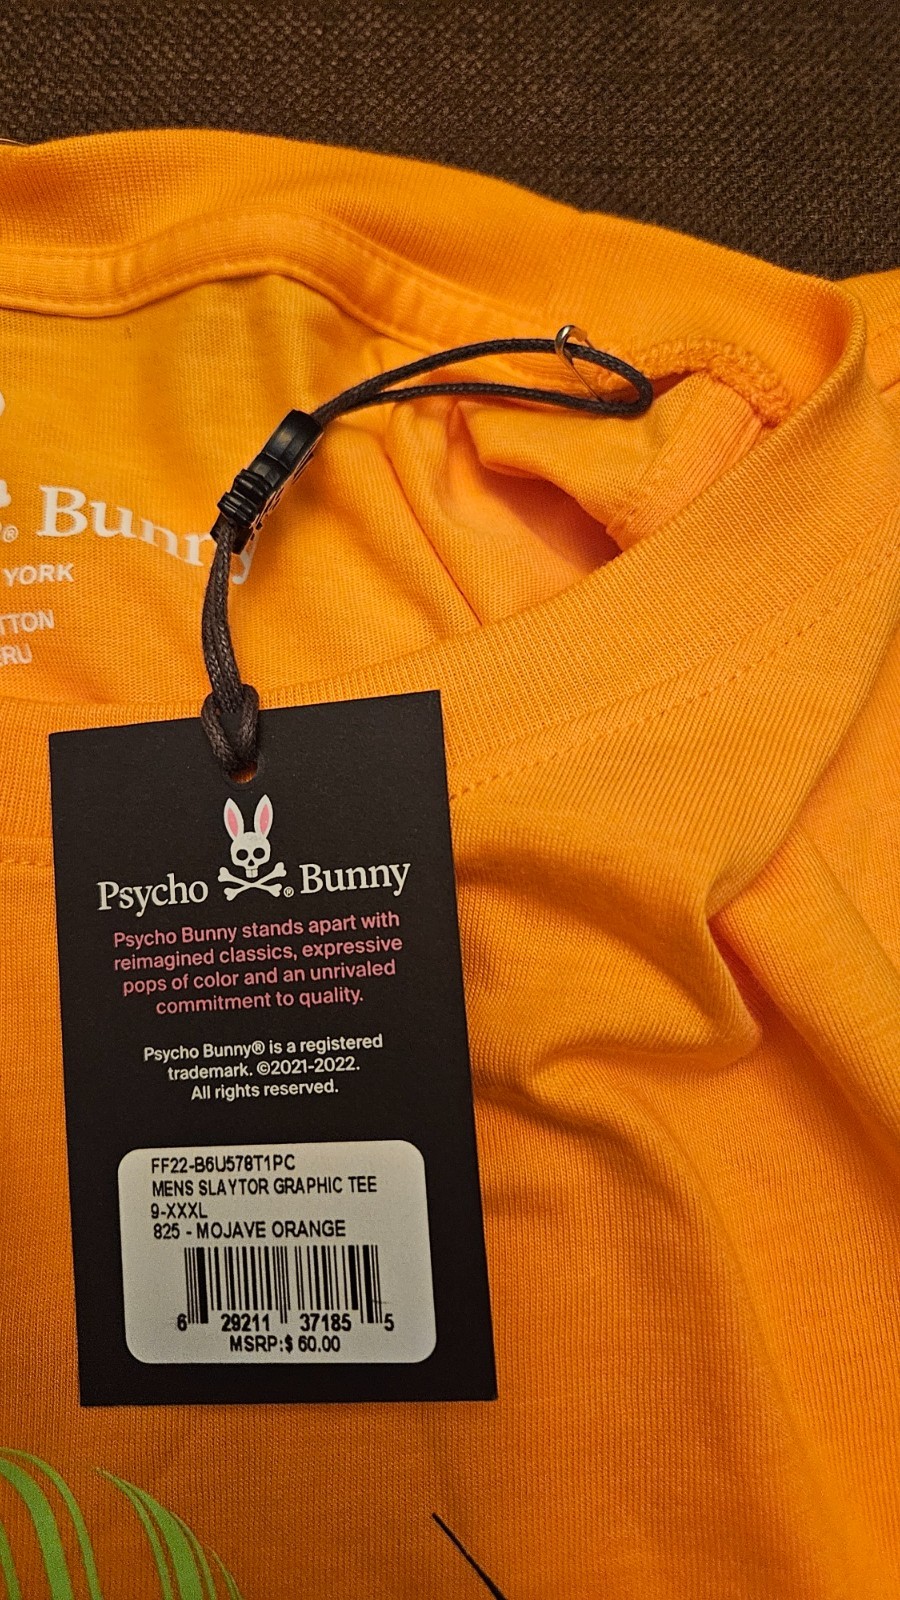 Bunny
YORK
Psycho ® Bunny
Psycho Bunny stands apart with
reimagined classics, expressive
pops of color and an unrivaled
commitment to quality.
Psycho Bunny® is a registered
trademark. ©2021-2022.
All rights reserved.
FF22-B6U578T1PC
MENS SLAYTOR GRAPHIC TEE
9-XXXL
825 - MOJAVE ORANGE
6 29211 37185 5
MSRP:$ 60.00